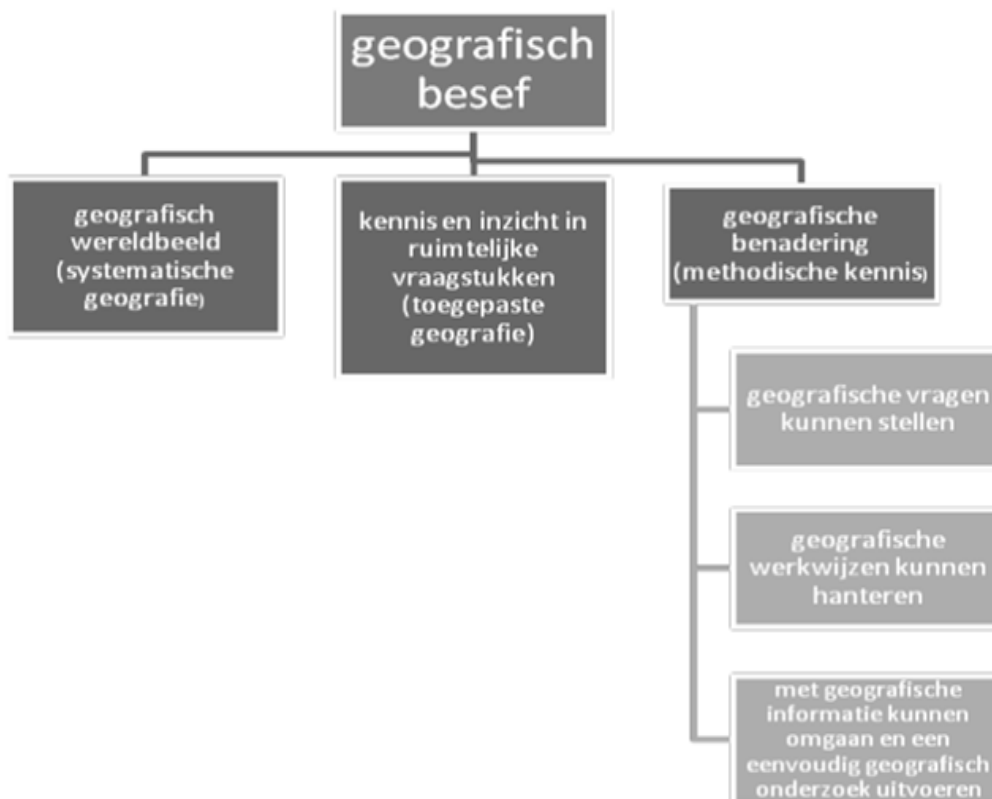 geografisch
besef
geografisch
wereldbeeld
(systematische
geografie)
kennis en inzicht in
ruimtelijke
vraagstukken
(toegepaste
geografie)
geografische
benadering
(methodische kennis)
geografische vragen
kunnen stellen
geografische
werkwijzen kunnen
hanteren
met geografische
informatie kunnen
omgaan en een
eenvoudig geografisch
onderzoek uitvoeren